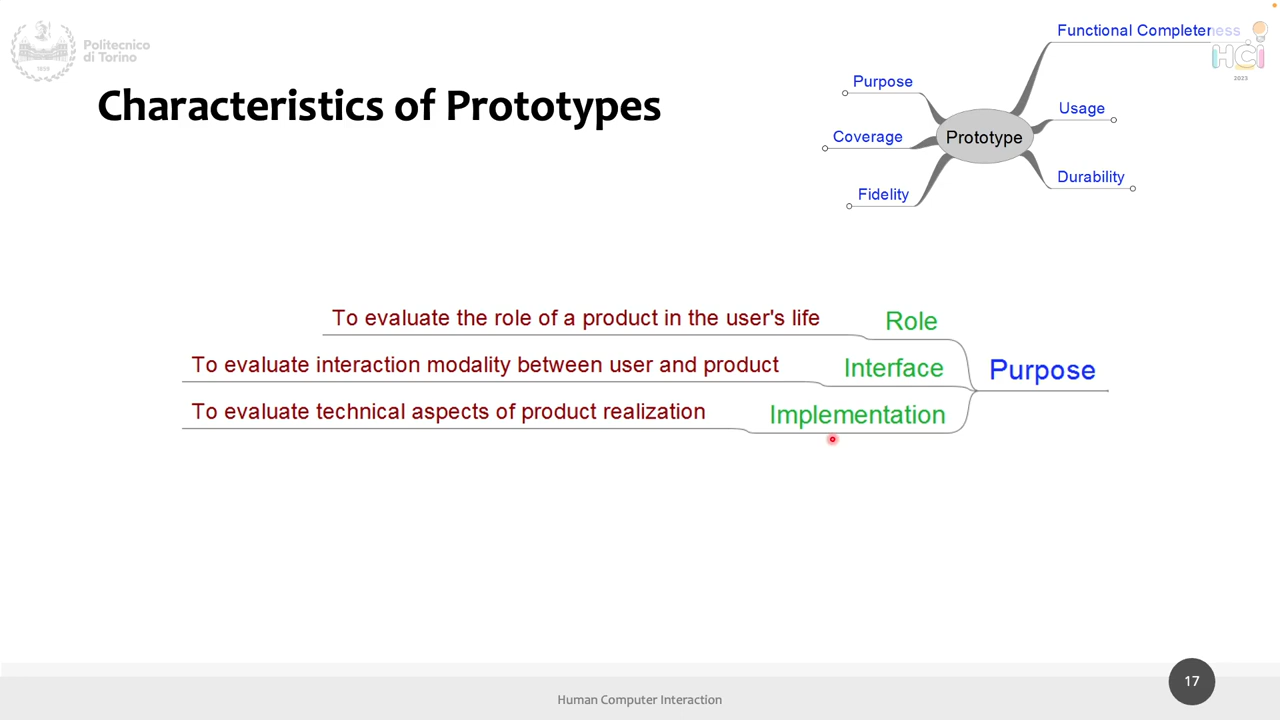 Politecnico
di Torino
1859
Characteristics of Prototypes
Functional Completeness
HCI
2023
Purpose
Usage
Coverage
Prototype
Durability
Fidelity
To evaluate the role of a product in the user's life
Role
To evaluate interaction modality between user and product
Interface
Purpose
To evaluate technical aspects of product realization
Implementation
Human Computer Interaction
17